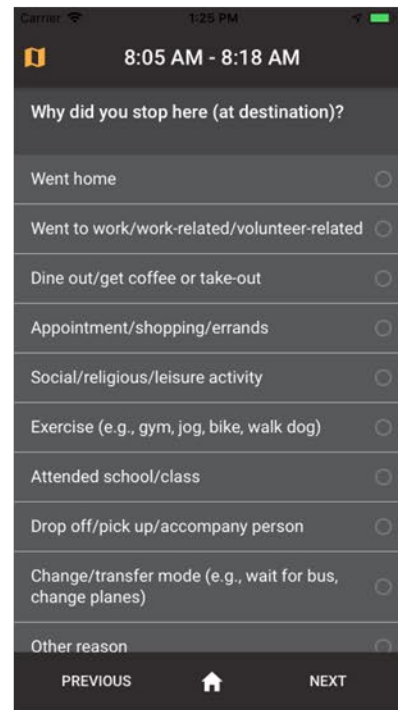 Carrier 1:25 PM
8:05 AM - 8:18 AM
Why did you stop here (at destination)?
Went home
Went to work/work-related/volunteer-related
Dine out/get coffee or take-out
Appointment/shopping/errands
Social/religious/leisure activity
Exercise (e.g., gym, jog, bike, walk dog)
Attended school/class
Drop off/pick up/accompany person
Change/transfer mode (e.g., wait for bus,
change planes)
Other reason
PREVIOUS NEXT